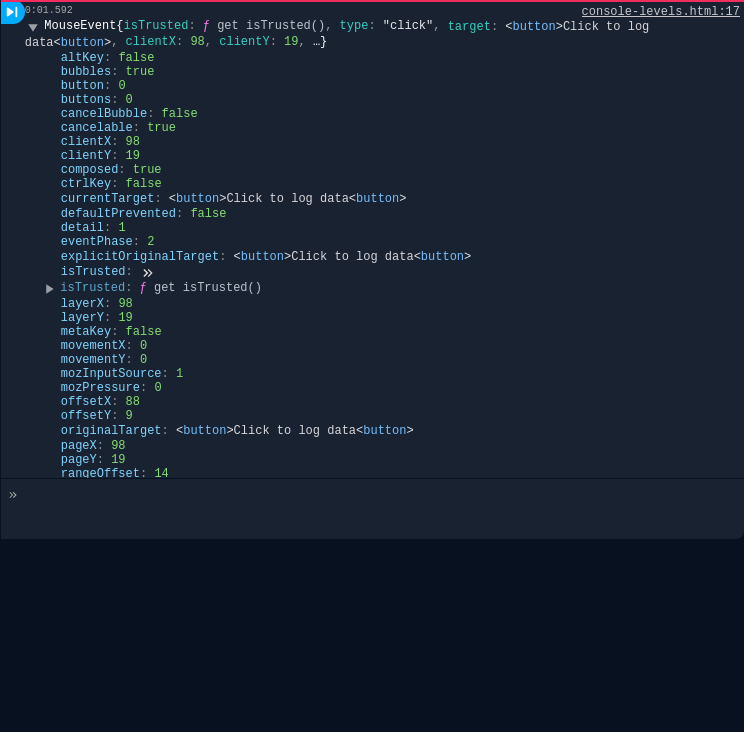 0:01.592 console-levels.html:17
MouseEvent{isTrusted: ƒ get isTrusted(), type: "click", target: <button>Click to log
data<button>, clientX: 98, clientY: 19, …}
altKey: false
bubbles: true
button: 0
buttons: 0
cancelBubble: false
cancelable: true
clientX: 98
clientY: 19
composed: true
ctrlKey: false
currentTarget: <button>Click to log data<button>
defaultPrevented: false
detail: 1
eventPhase: 2
explicitOriginalTarget: <button>Click to log data<button>
isTrusted: »
isTrusted: ƒ get isTrusted()
layerX: 98
layerY: 19
metaKey: false
movementX: 0
movementY: 0
mozInputSource: 1
mozPressure: 0
offsetX: 88
offsetY: 9
originalTarget: <button>Click to log data<button>
pageX: 98
pageY: 19
rangeOffset: 14
»